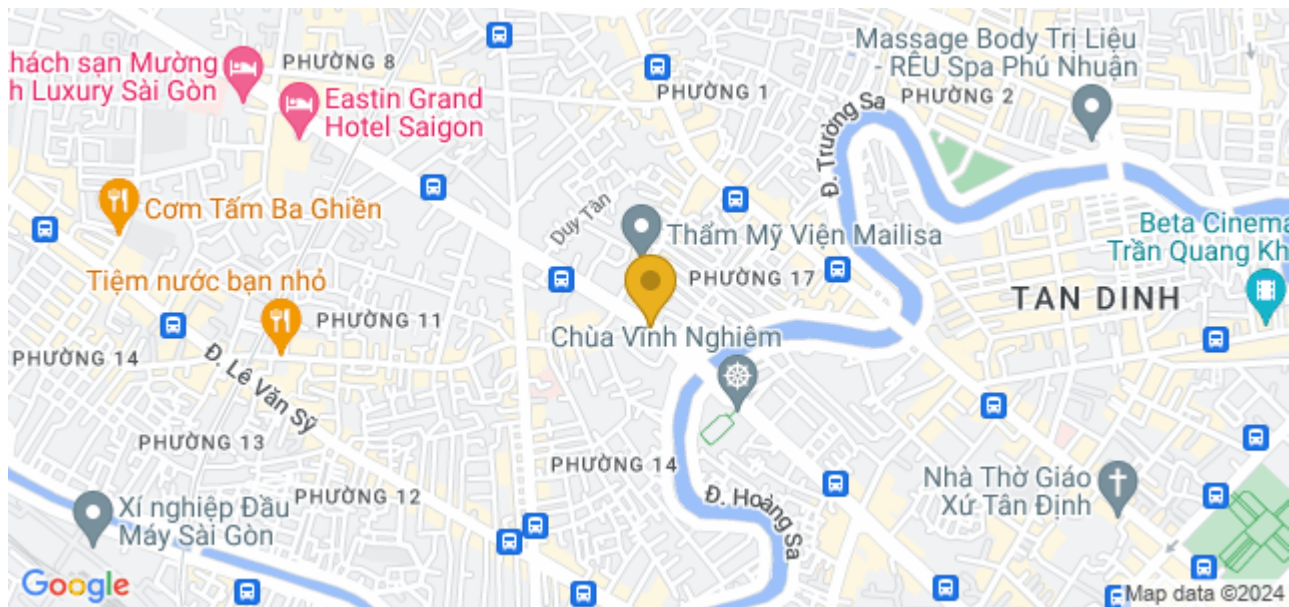 Massage Body Trị Liệu
- RÊU Spa Phú Nhuận
hách sạn Mường
h Luxury Sài Gòn
PHƯỜNG 8
PHƯỜNG 1
PHƯỜNG 2
Eastin Grand
Hotel Saigon
Đ. Trường Sa
Cơm Tấm Ba Ghiền
Duy Tân
Thẩm Mỹ Viện Mailisa
Beta Cinema
Trần Quang Kh
Tiệm nước bạn nhỏ
PHƯỜNG 17
TAN DINH
PHƯỜNG 11
Chùa Vĩnh Nghiêm
PHƯỜNG 14
Đ. Lê Văn Sỹ
PHƯỜNG 13
PHƯỜNG 14
Nhà Thờ Giáo
Xứ Tân Định
PHƯỜNG 12
Đ. Hoàng Sa
Xí nghiệp Đầu
Máy Sài Gòn
Google
Map data ©2024